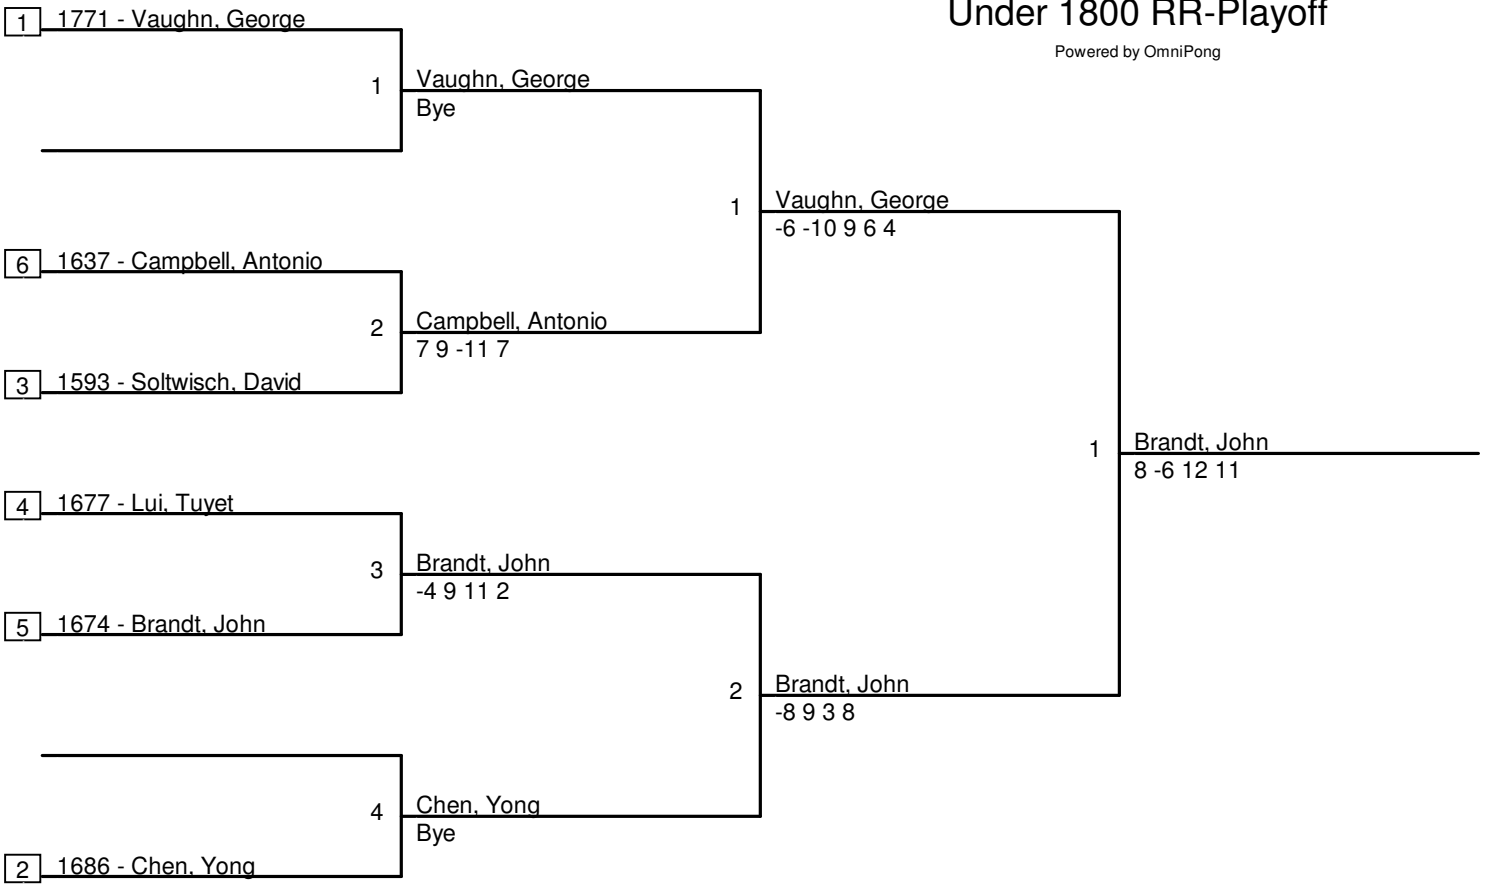 Under 1800 RR-Playoff
Powered by OmniPong
1 1771 - Vaughn, George
1 Vaughn, George
Bye
1 Vaughn, George
-6 -10 9 6 4
6 1637 - Campbell, Antonio
2 Campbell, Antonio
7 9 -11 7
3 1593 - Soltwisch, David
1 Brandt, John
8 -6 12 11
4 1677 - Lui, Tuyet
3 Brandt, John
-4 9 11 2
5 1674 - Brandt, John
2 Brandt, John
-8 9 3 8
4 Chen, Yong
Bye
2 1686 - Chen, Yong